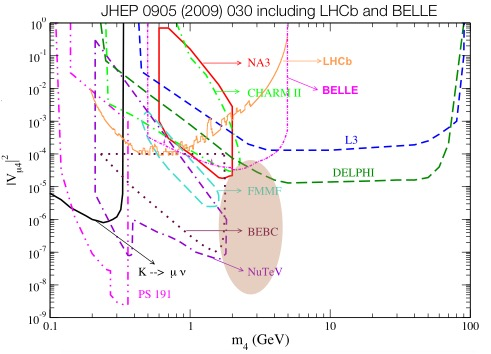 JHEP 0905 (2009) 030 including LHCb and BELLE
10^0
10^-1
10^-2
10^-3
10^-4
10^-5
10^-6
10^-7
10^-8
10^-9
|V_μ4|^2
NA3
LHCb
CHARM II
BELLE
L3
DELPHI
FMMF
BEBC
K --> μ ν
NuTeV
PS 191
0.1
1
10
100
m_4 (GeV)